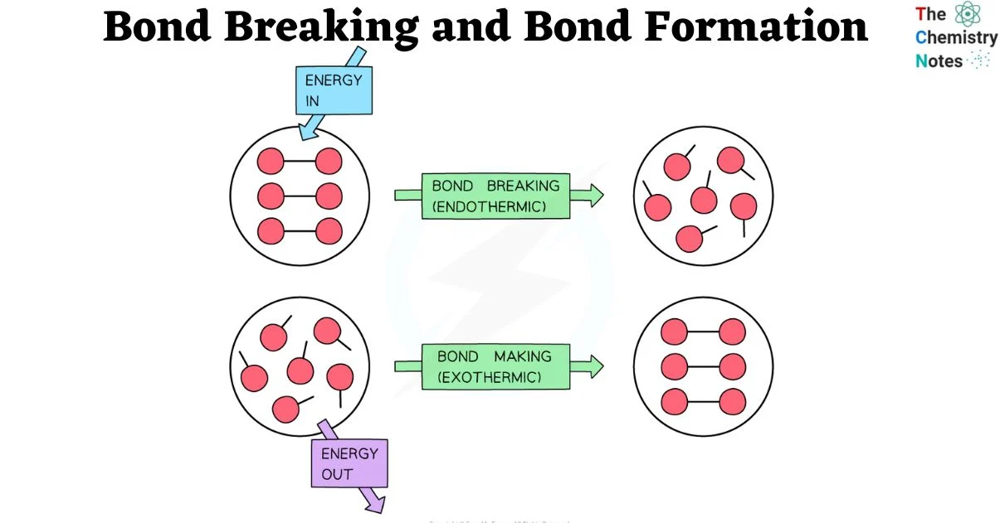 Bond Breaking and Bond Formation
The
Chemistry
Notes
ENERGY
IN
BOND BREAKING
(ENDOTHERMIC)
BOND MAKING
(EXOTHERMIC)
ENERGY
OUT